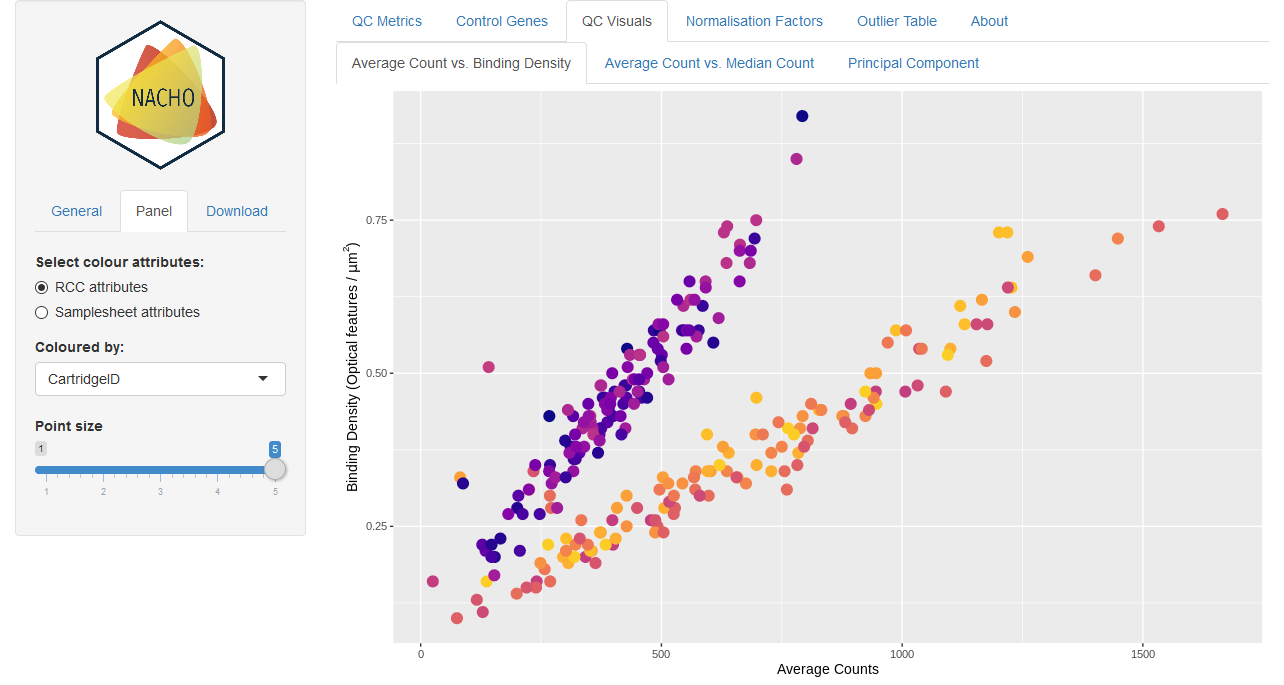 NACHO
General Panel Download
Select colour attributes:
RCC attributes
Samplesheet attributes
Coloured by:
CartridgeID
Point size
1 5
1 2 3 4 5
QC Metrics Control Genes QC Visuals Normalisation Factors Outlier Table About
Average Count vs. Binding Density Average Count vs. Median Count Principal Component
Binding Density (Optical features / µm²)
0.75
0.50
0.25
0 500 1000 1500
Average Counts